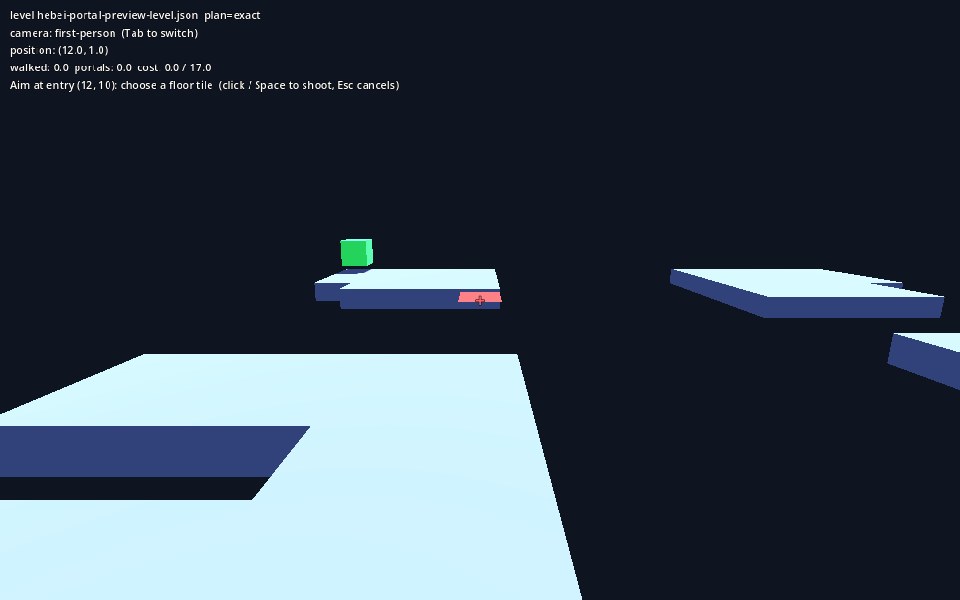 level hebei-portal-preview-level.json plan=exact
camera: first-person (Tab to switch)
position: (12.0, 1.0)
walked: 0.0 portals: 0.0 cost 0.0 / 17.0
Aim at entry (12, 10): choose a floor tile (click / Space to shoot, Esc cancels)